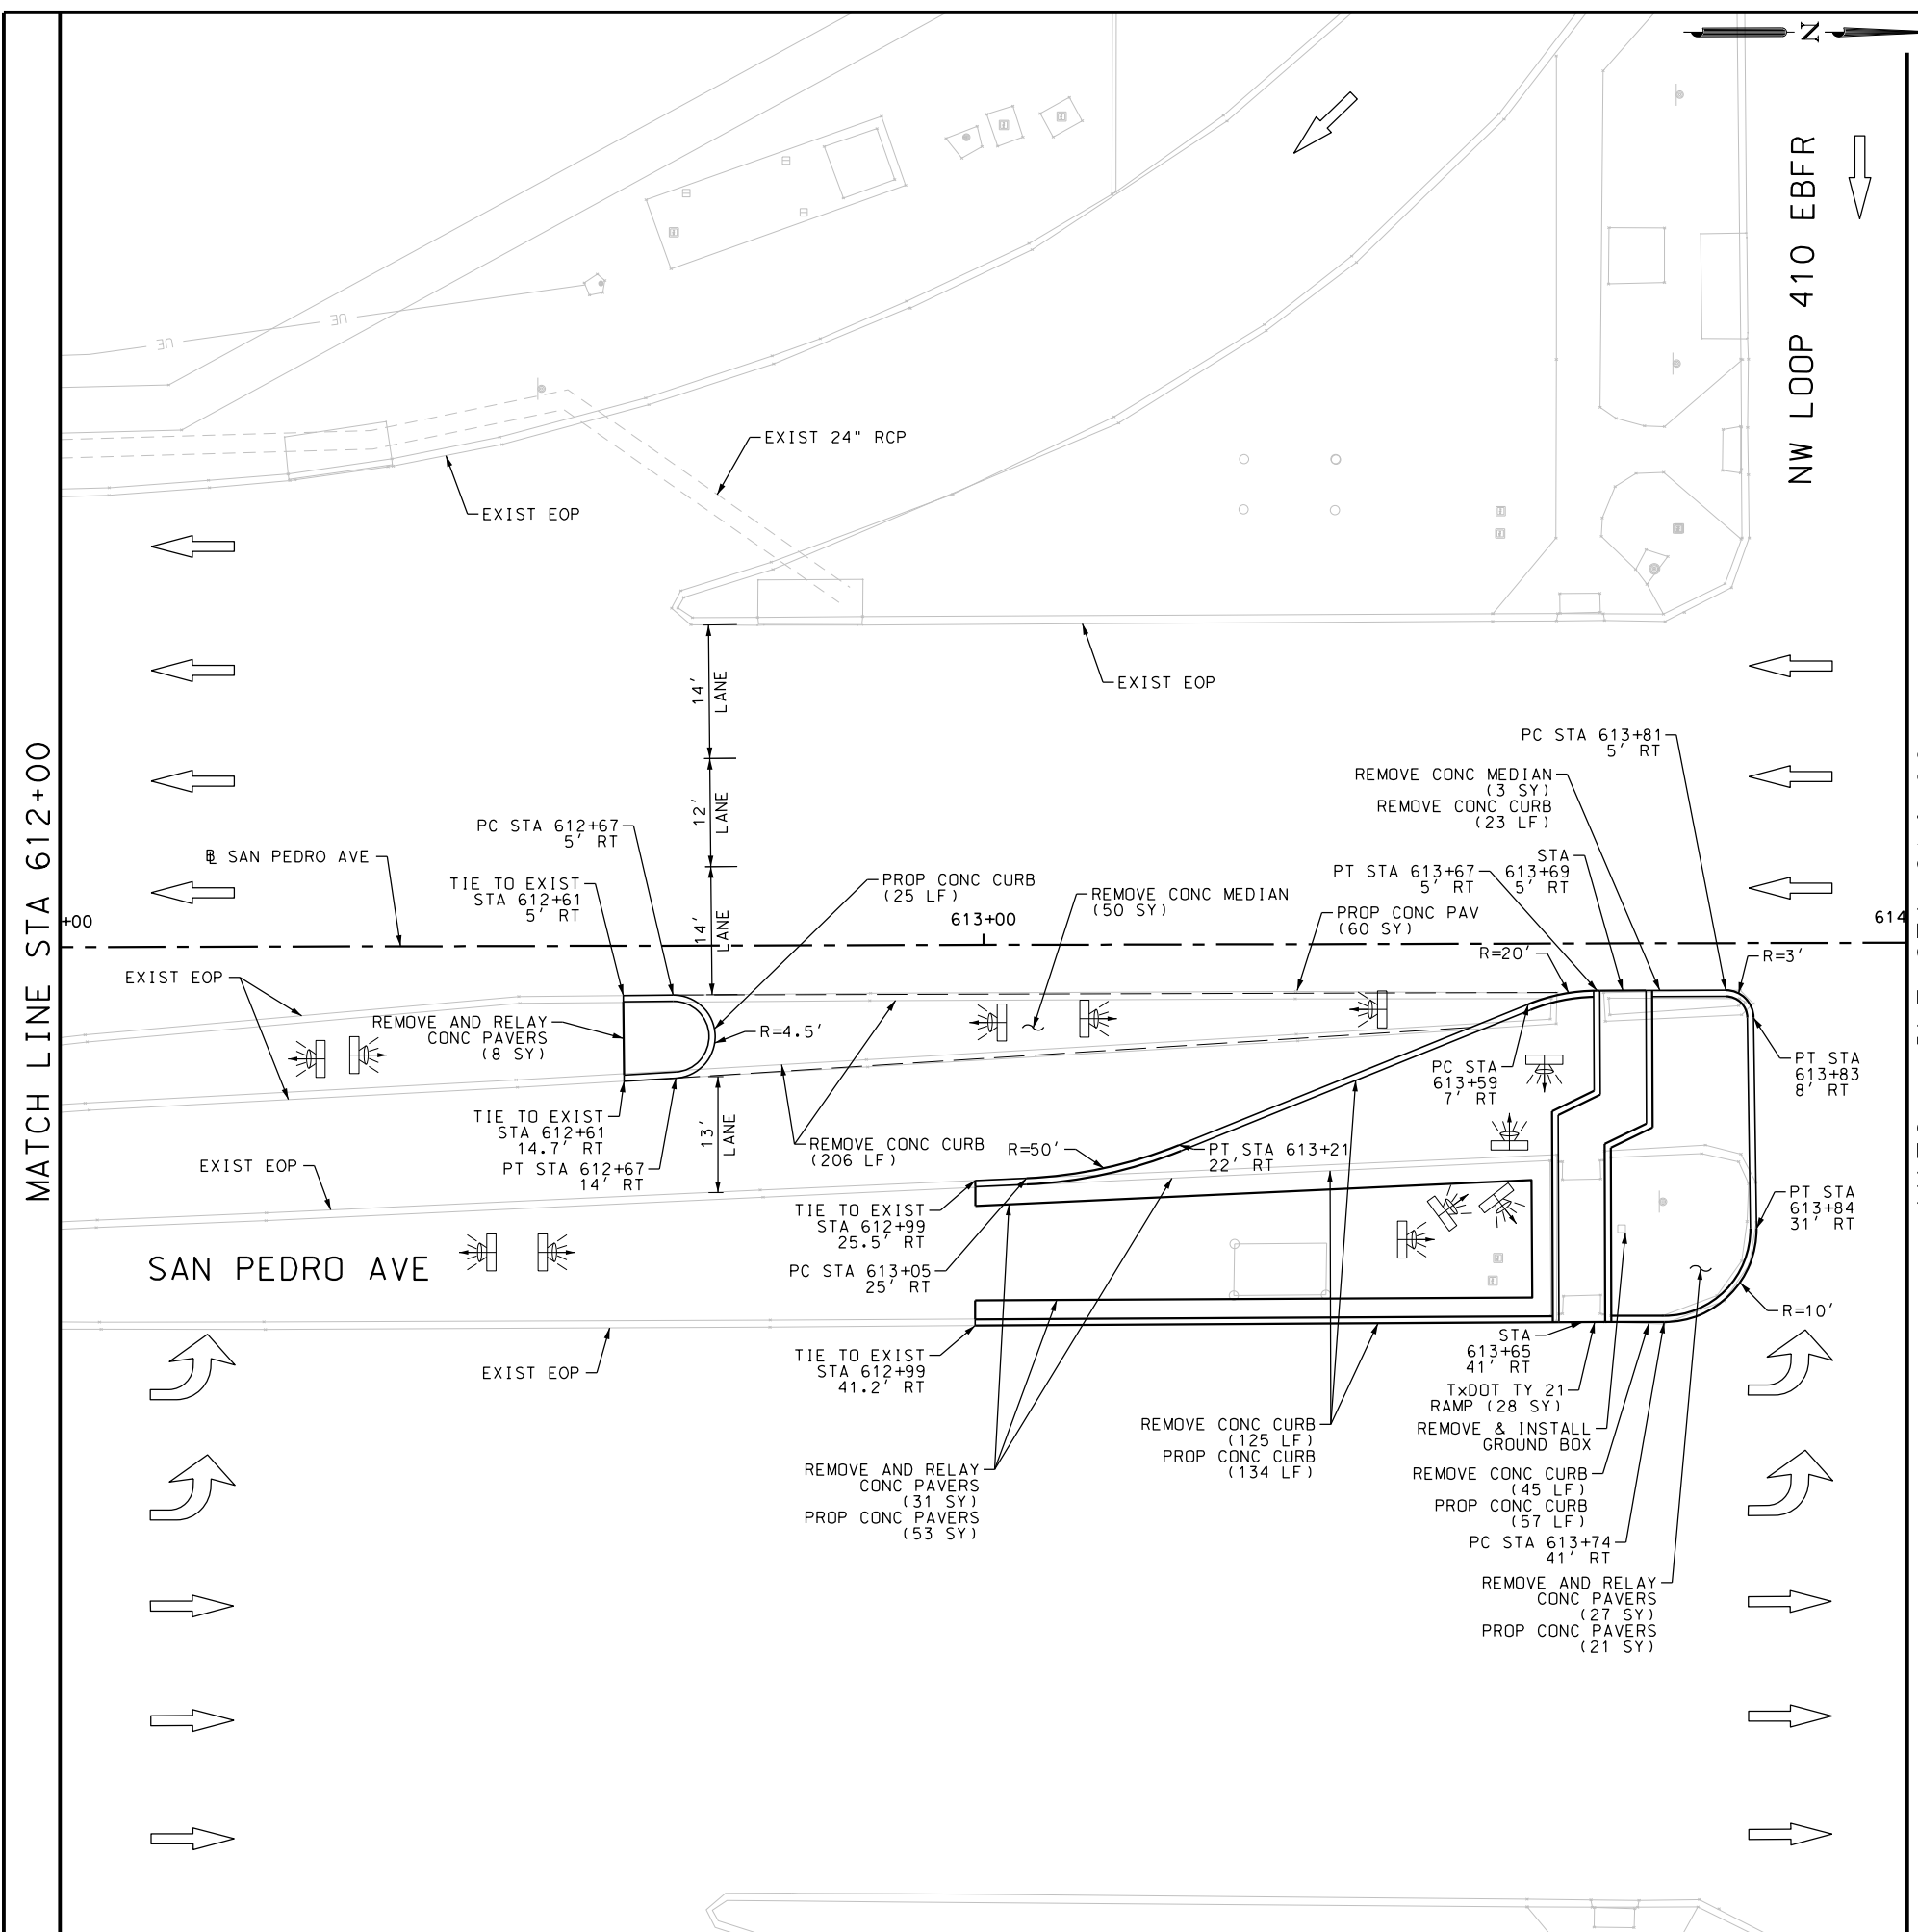 N
NW LOOP 410 EBFR
UE
UE
EXIST 24" RCP
EXIST EOP
EXIST EOP
14'
LANE
12'
LANE
14'
LANE
MATCH LINE STA 612+00
PC STA 613+81
5' RT
REMOVE CONC MEDIAN
(3 SY)
REMOVE CONC CURB
(23 LF)
PC STA 612+67
5' RT
℄ SAN PEDRO AVE
TIE TO EXIST
STA 612+61
5' RT
PROP CONC CURB
(25 LF)
REMOVE CONC MEDIAN
(50 SY)
PT STA 613+67
5' RT
STA
613+69
5' RT
PROP CONC PAV
(60 SY)
+00
613+00
614
R=20'
R=3'
EXIST EOP
REMOVE AND RELAY
CONC PAVERS
(8 SY)
R=4.5'
PC STA
613+59
7' RT
PT STA
613+83
8' RT
TIE TO EXIST
STA 612+61
14.7' RT
PT STA 612+67
14' RT
13'
LANE
REMOVE CONC CURB
(206 LF)
R=50'
PT STA 613+21
22' RT
EXIST EOP
TIE TO EXIST
STA 612+99
25.5' RT
PT STA
613+84
31' RT
SAN PEDRO AVE
PC STA 613+05
25' RT
R=10'
EXIST EOP
TIE TO EXIST
STA 612+99
41.2' RT
STA
613+65
41' RT
TxDOT TY 21
RAMP (28 SY)
REMOVE & INSTALL
GROUND BOX
REMOVE CONC CURB
(125 LF)
PROP CONC CURB
(134 LF)
REMOVE AND RELAY
CONC PAVERS
(31 SY)
PROP CONC PAVERS
(53 SY)
REMOVE CONC CURB
(45 LF)
PROP CONC CURB
(57 LF)
PC STA 613+74
41' RT
REMOVE AND RELAY
CONC PAVERS
(27 SY)
PROP CONC PAVERS
(21 SY)